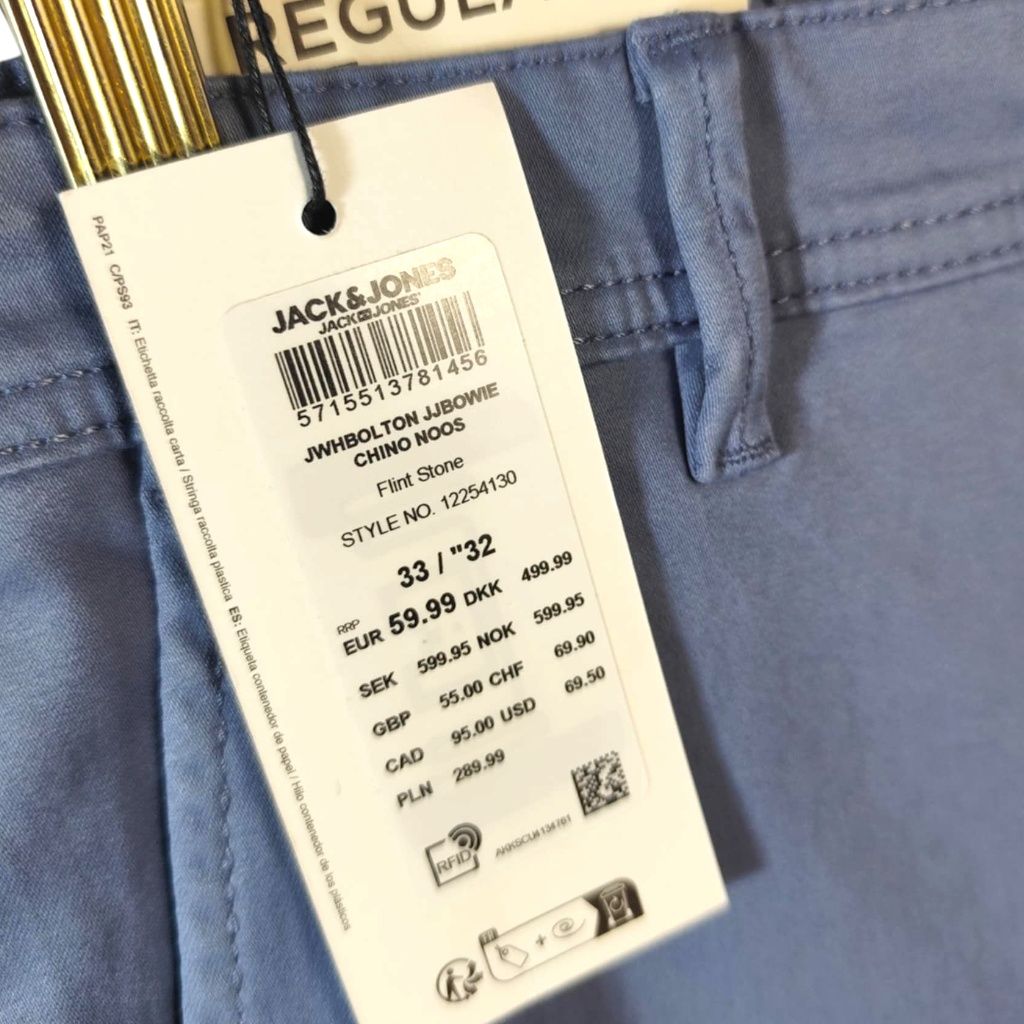 REGULA
PAP21 C/PS93 IT: Etichetta raccolta carta / Stringa raccolta plastica ES: Etiqueta contenedor de papel / Hilo contenedor de los plasticos
JACK&JONES
JACK JONES
5715513781456
JWHBOLTON JJBOWIE
CHINO NOOS
Flint Stone
STYLE NO. 12254130
33 / "32
RRP
EUR 59.99 DKK 499.99
SEK 599.95 NOK 599.95
GBP 55.00 CHF 69.90
CAD 95.00 USD 69.50
PLN 289.99
RFID
+